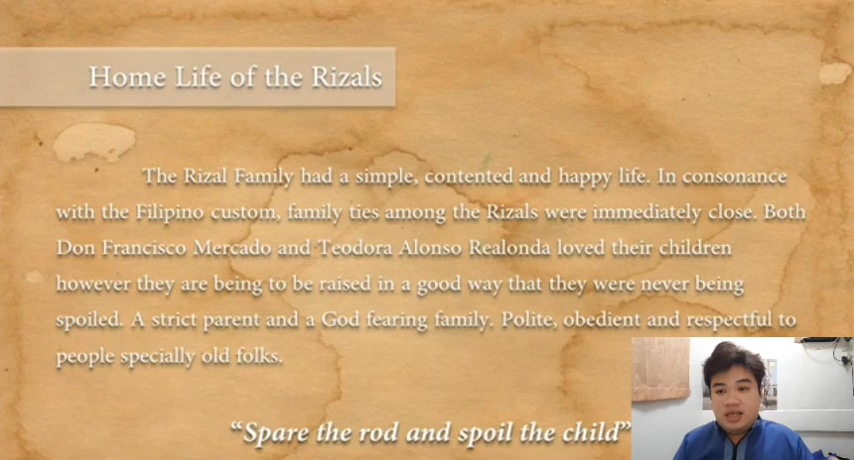 Home Life of the Rizals
The Rizal Family had a simple, contented and happy life. In consonance
with the Filipino custom, family ties among the Rizals were immediately close. Both
Don Francisco Mercado and Teodora Alonso Realonda loved their children
however they are being to be raised in a good way that they were never being
spoiled. A strict parent and a God fearing family. Polite, obedient and respectful to
people specially old folks.
“Spare the rod and spoil the child”